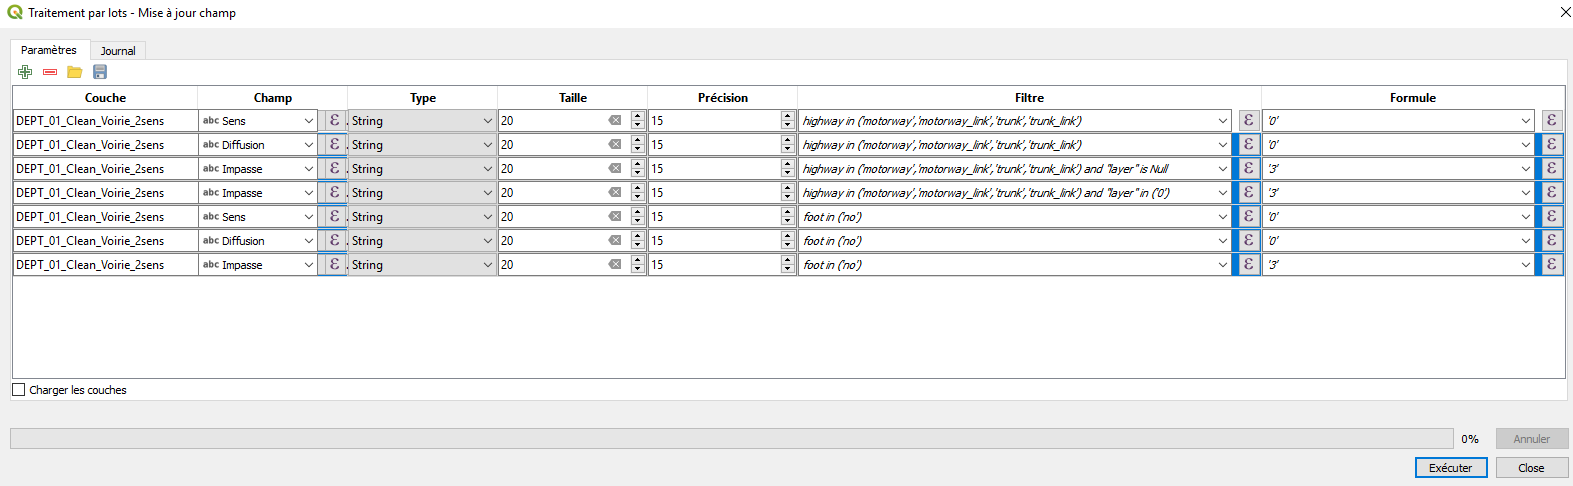 Traitement par lots - Mise à jour champ
Paramètres Journal
Couche Champ Type Taille Précision Filtre Formule
DEPT_01_Clean_Voirie_2sens abc Sens ε String 20 15 highway in ('motorway','motorway_link','trunk','trunk_link') ε '0' ε
DEPT_01_Clean_Voirie_2sens abc Diffusion ε String 20 15 highway in ('motorway','motorway_link','trunk','trunk_link') ε '0' ε
DEPT_01_Clean_Voirie_2sens abc Impasse ε String 20 15 highway in ('motorway','motorway_link','trunk','trunk_link') and "layer" is Null ε '3' ε
DEPT_01_Clean_Voirie_2sens abc Impasse ε String 20 15 highway in ('motorway','motorway_link','trunk','trunk_link') and "layer" in ('0') ε '3' ε
DEPT_01_Clean_Voirie_2sens abc Sens ε String 20 15 foot in ('no') ε '0' ε
DEPT_01_Clean_Voirie_2sens abc Diffusion ε String 20 15 foot in ('no') ε '0' ε
DEPT_01_Clean_Voirie_2sens abc Impasse ε String 20 15 foot in ('no') ε '3' ε
Charger les couches
0% Annuler
Exécuter Close